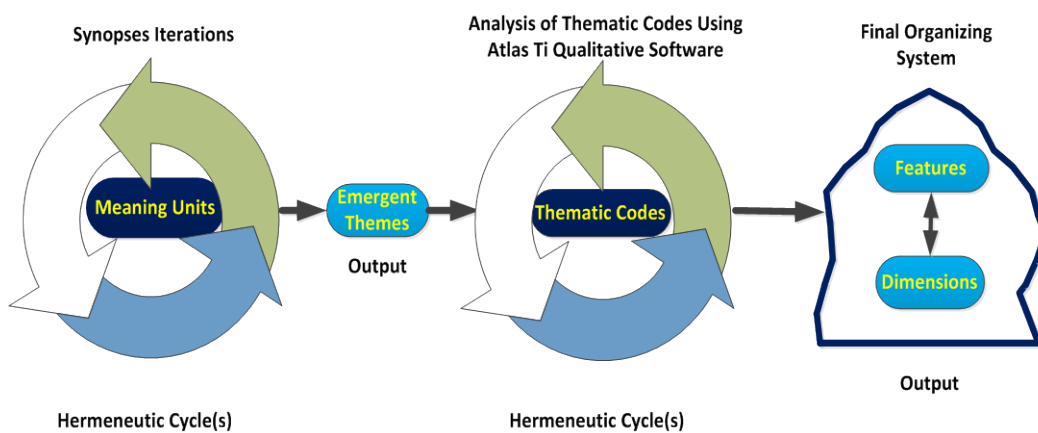 Synopses Iterations
Meaning Units
Hermeneutic Cycle(s)
Emergent
Themes
Output
Analysis of Thematic Codes Using
Atlas Ti Qualitative Software
Thematic Codes
Hermeneutic Cycle(s)
Final Organizing
System
Features
Dimensions
Output